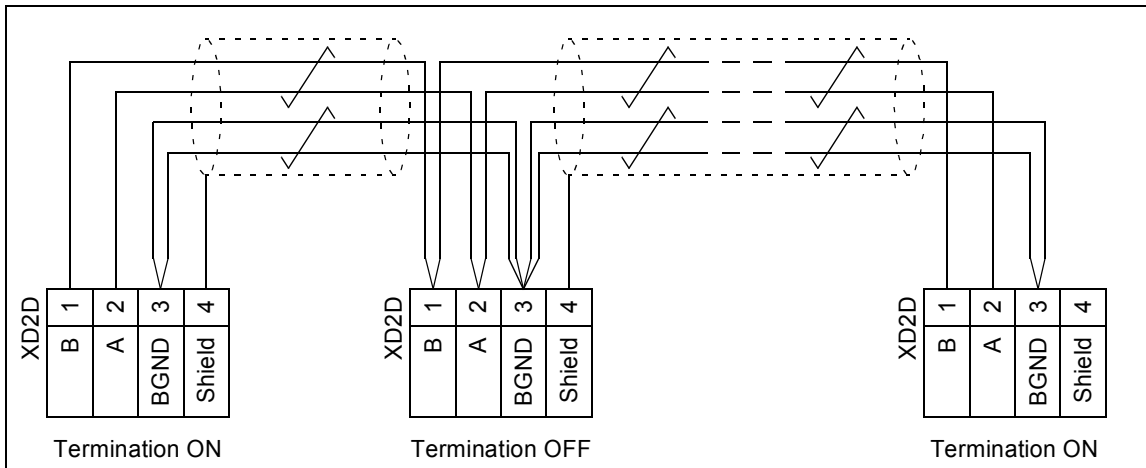 XD2D
1 2 3 4
B A BGND Shield
Termination ON
XD2D
1 2 3 4
B A BGND Shield
Termination OFF
XD2D
1 2 3 4
B A BGND Shield
Termination ON